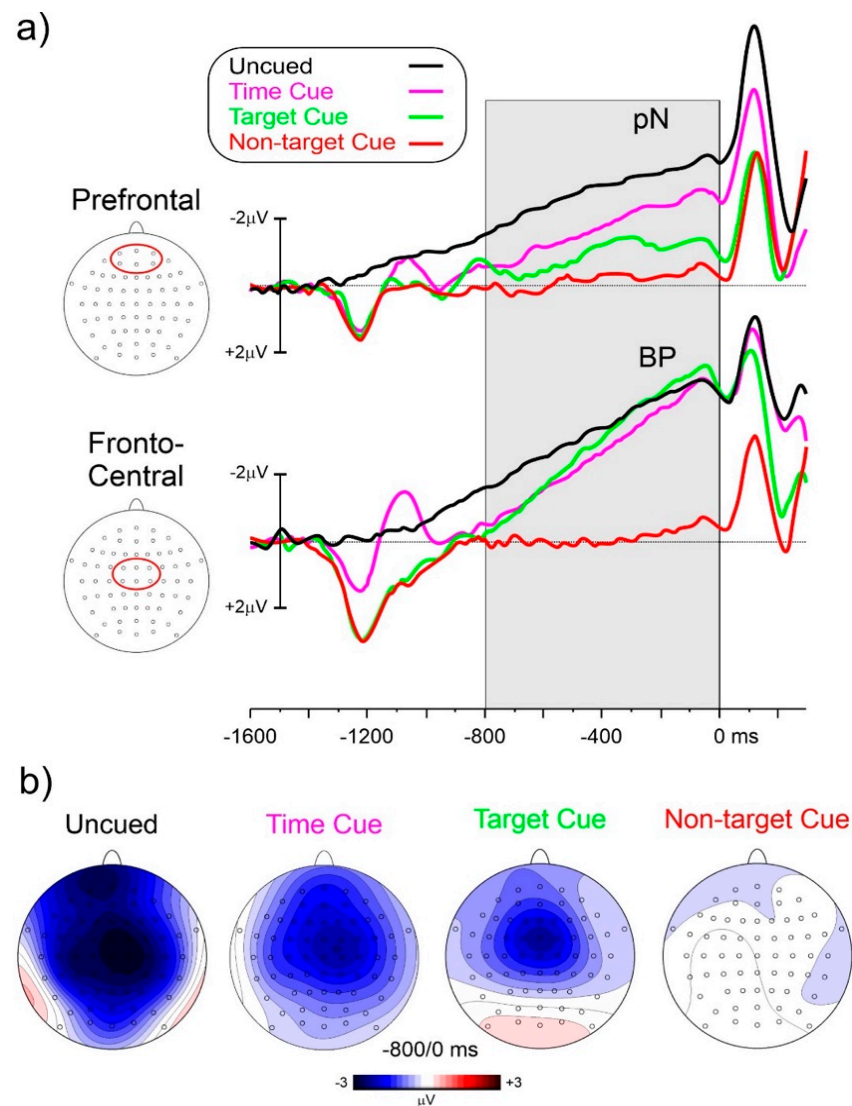 a)
Uncued
Time Cue
Target Cue
Non-target Cue
pN
Prefrontal
-2μV
+2μV
BP
Fronto-
Central
-2μV
+2μV
-1600 -1200 -800 -400 0 ms
b)
Uncued Time Cue Target Cue Non-target Cue
-800/0 ms
-3 +3
μV